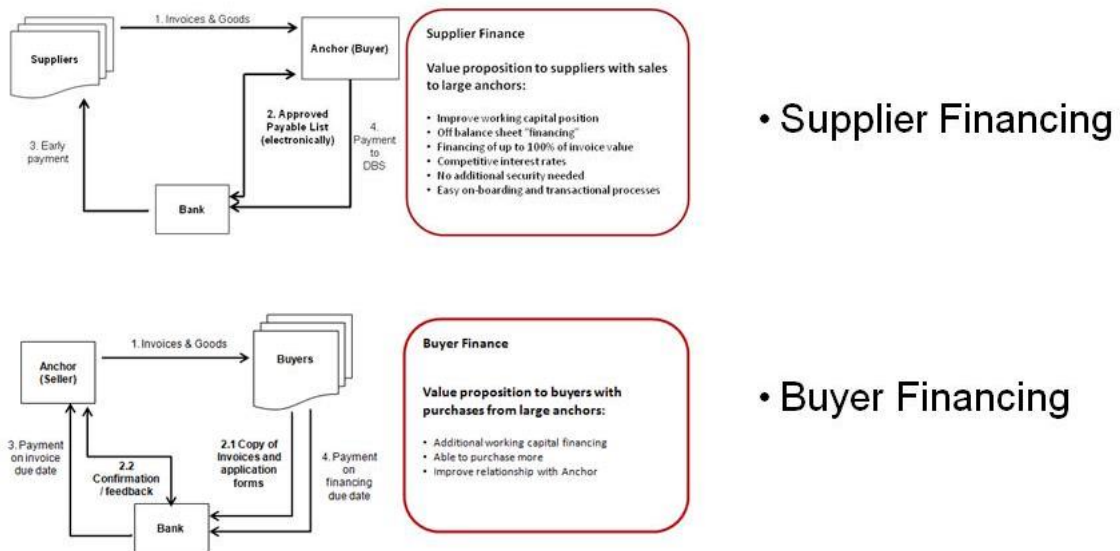 1. Invoices & Goods
Suppliers
Anchor (Buyer)
2. Approved
Payable List
(electronically)
4.
Payment
to
DBS
3. Early
payment
Bank
Supplier Finance
Value proposition to suppliers with sales
to large anchors:
• Improve working capital position
• Off balance sheet "financing"
• Financing of up to 100% of invoice value
• Competitive interest rates
• No additional security needed
• Easy on-boarding and transactional processes
• Supplier Financing
1. Invoices & Goods
Anchor
(Seller)
Buyers
3. Payment
on invoice
due date
2.2
Confirmation
/ feedback
2.1 Copy of
Invoices and
application
forms
4. Payment
on
financing
due date
Bank
Buyer Finance
Value proposition to buyers with
purchases from large anchors:
• Additional working capital financing
• Able to purchase more
• Improve relationship with Anchor
• Buyer Financing